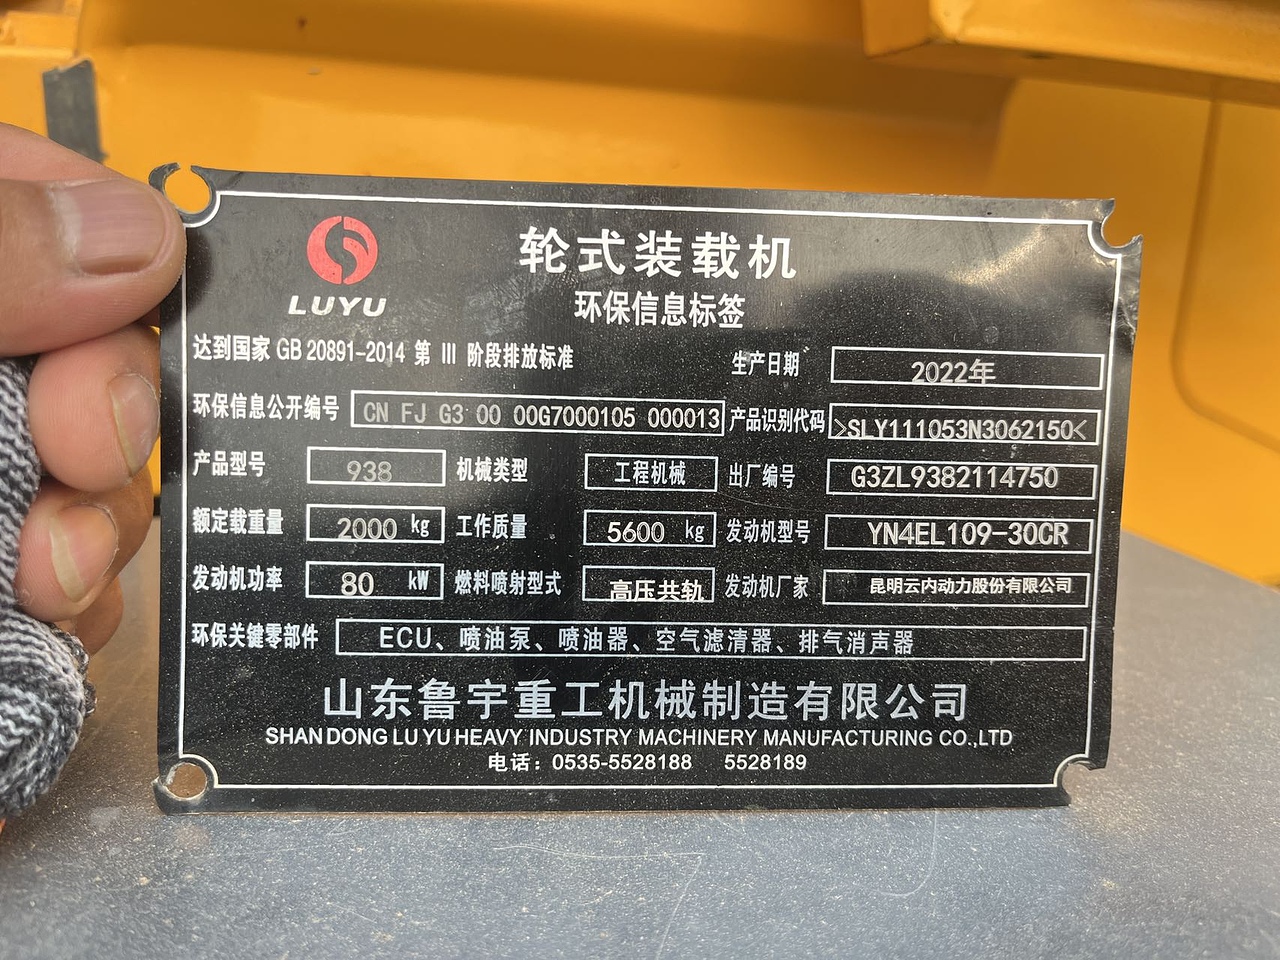 LUYU
轮式装载机
环保信息标签
达到国家 GB 20891-2014 第 III 阶段排放标准 生产日期 2022年
环保信息公开编号 CN FJ G3 00 00G7000105 000013 产品识别代码 >SLY111053N3062150<
产品型号 938 机械类型 工程机械 出厂编号 G3ZL9382114750
额定载重量 2000 kg 工作质量 5600 kg 发动机型号 YN4EL109-30CR
发动机功率 80 kW 燃料喷射型式 高压共轨 发动机厂家 昆明云内动力股份有限公司
环保关键零部件 ECU、喷油泵、喷油器、空气滤清器、排气消声器
山东鲁宇重工机械制造有限公司
SHAN DONG LU YU HEAVY INDUSTRY MACHINERY MANUFACTURING CO.,LTD
电话：0535-5528188 5528189